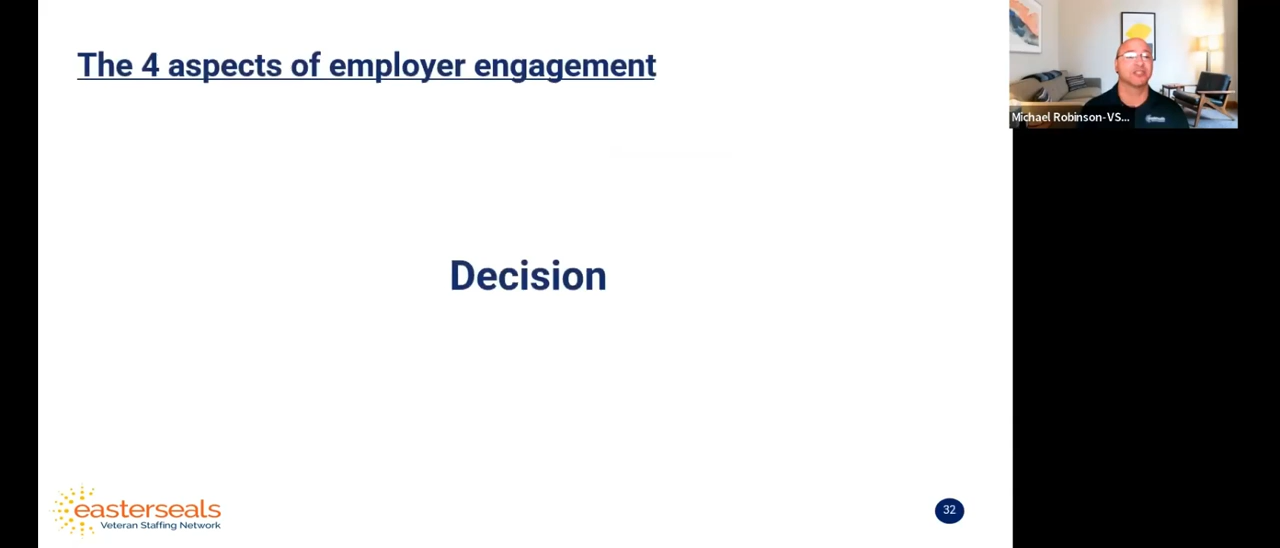 The 4 aspects of employer engagement
Michael Robinson-VS...
Decision
easterseals
Veteran Staffing Network
32